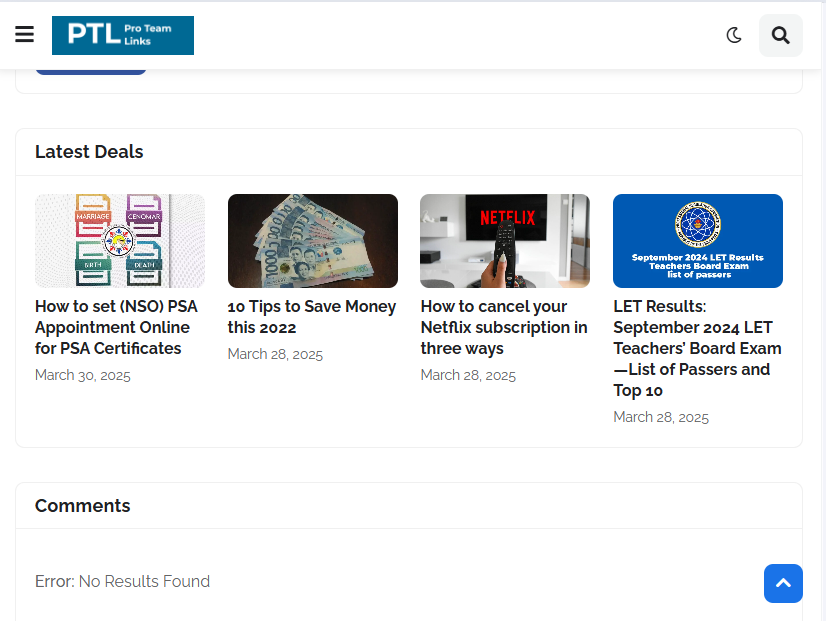 PTL Pro Team
Links
Latest Deals
MARRIAGE
CENOMAR
BIRTH
DEATH
How to set (NSO) PSA
Appointment Online
for PSA Certificates
March 30, 2025
1000
10 Tips to Save Money
this 2022
March 28, 2025
NETFLIX
How to cancel your
Netflix subscription in
three ways
March 28, 2025
September 2024 LET Results
Teachers Board Exam
list of passers
LET Results:
September 2024 LET
Teachers' Board Exam
—List of Passers and
Top 10
March 28, 2025
Comments
Error: No Results Found